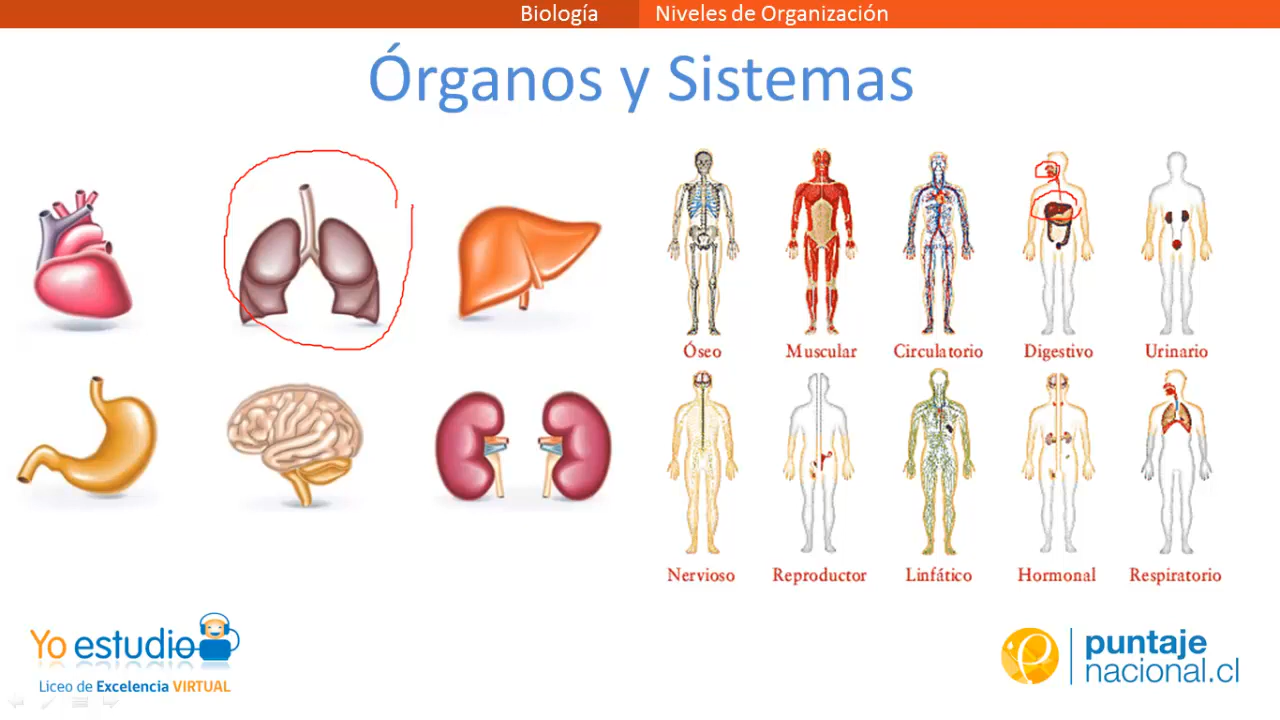 Biología
Niveles de Organización
Órganos y Sistemas
Óseo
Muscular
Circulatorio
Digestivo
Urinario
Nervioso
Reproductor
Linfático
Hormonal
Respiratorio
Yo estudio
Liceo de Excelencia VIRTUAL
puntaje
nacional.cl